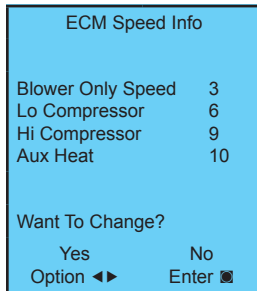 ECM Speed Info
Blower Only Speed 3
Lo Compressor 6
Hi Compressor 9
Aux Heat 10
Want To Change?
Yes No
Option ◀▶ Enter ◙